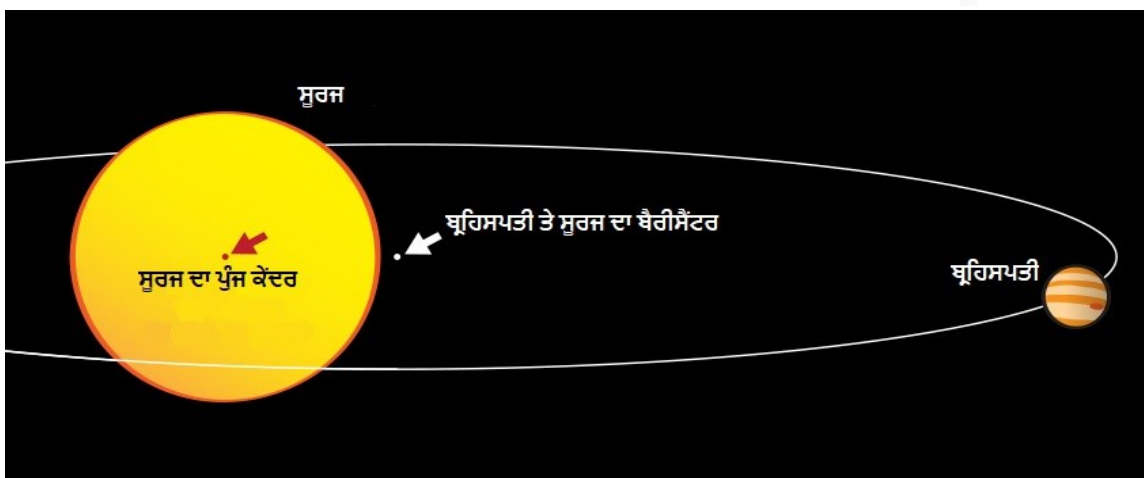 ਸੂਰਜ
ਬ੍ਰਹਿਸਪਤੀ ਤੇ ਸੂਰਜ ਦਾ ਬੈਰੀਸੈਂਟਰ
ਸੂਰਜ ਦਾ ਪੁੰਜ ਕੇਂਦਰ
ਬ੍ਰਹਿਸਪਤੀ